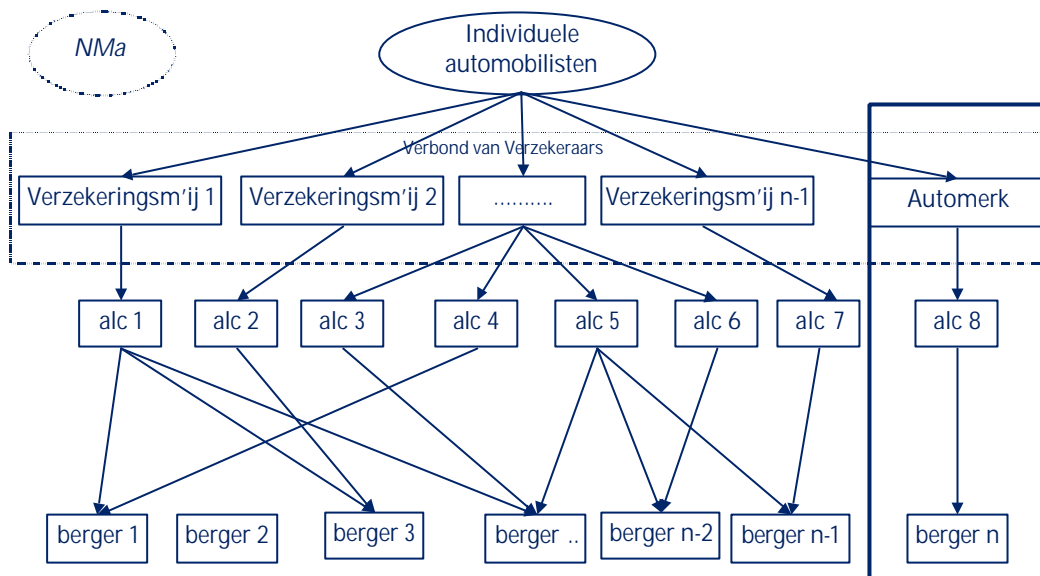 NMa
Individuele
automobilisten
Verbond van Verzekeraars
Verzekeringsm'ij 1
Verzekeringsm'ij 2
..........
Verzekeringsm'ij n-1
Automerk
alc 1
alc 2
alc 3
alc 4
alc 5
alc 6
alc 7
alc 8
berger 1
berger 2
berger 3
berger ..
berger n-2
berger n-1
berger n